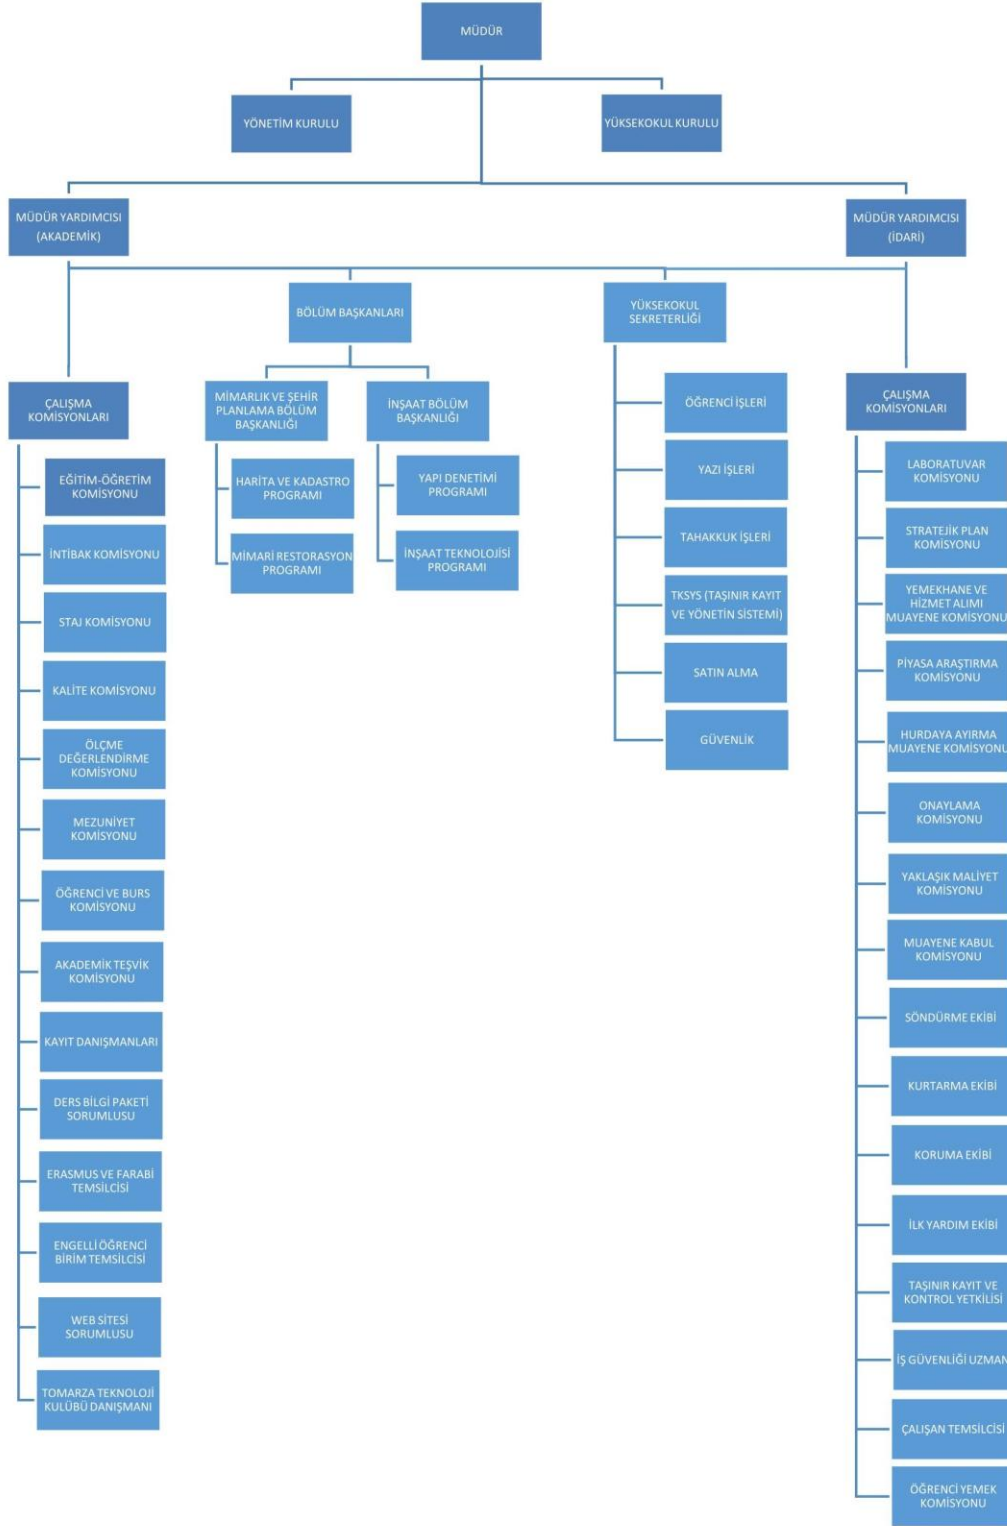 MÜDÜR
YÖNETİM KURULU
YÜKSEKOKUL KURULU
MÜDÜR YARDIMCISI
(AKADEMİK)
MÜDÜR YARDIMCISI
(İDARİ)
BÖLÜM BAŞKANLARI
YÜKSEKOKUL
SEKRETERLİĞİ
ÇALIŞMA
KOMİSYONLARI
EĞİTİM-ÖĞRETİM
KOMİSYONU
İNTİBAK KOMİSYONU
STAJ KOMİSYONU
KALİTE KOMİSYONU
ÖLÇME
DEĞERLENDİRME
KOMİSYONU
MEZUNİYET
KOMİSYONU
ÖĞRENCİ VE BURS
KOMİSYONU
AKADEMİK TEŞVİK
KOMİSYONU
KAYIT DANIŞMANLARI
DERS BİLGİ PAKETİ
SORUMLUSU
ERASMUS VE FARABİ
TEMSİLCİSİ
ENGELLİ ÖĞRENCİ
BİRİM TEMSİLCİSİ
WEB SİTESİ
SORUMLUSU
TOMARZA TEKNOLOJİ
KULÜBÜ DANIŞMANI
MİMARLIK VE ŞEHİR
PLANLAMA BÖLÜM
BAŞKANLIĞI
HARİTA VE KADASTRO
PROGRAMI
MİMARİ RESTORASYON
PROGRAMI
İNŞAAT BÖLÜM
BAŞKANLIĞI
YAPI DENETİMİ
PROGRAMI
İNŞAAT TEKNOLOJİSİ
PROGRAMI
ÖĞRENCİ İŞLERİ
YAZI İŞLERİ
TAHAKKUK İŞLERİ
TKSYS (TAŞINIR KAYIT
VE YÖNETİN SİSTEMİ)
SATIN ALMA
GÜVENLİK
ÇALIŞMA
KOMİSYONLARI
LABORATUVAR
KOMİSYONU
STRATEJİK PLAN
KOMİSYONU
YEMEKHANE VE
HİZMET ALIMI
MUAYENE KOMİSYONU
PİYASA ARAŞTIRMA
KOMİSYONU
HURDAYA AYIRMA
MUAYENE KOMİSYONU
ONAYLAMA
KOMİSYONU
YAKLAŞIK MALİYET
KOMİSYONU
MUAYENE KABUL
KOMİSYONU
SÖNDÜRME EKİBİ
KURTARMA EKİBİ
KORUMA EKİBİ
İLK YARDIM EKİBİ
TAŞINIR KAYIT VE
KONTROL YETKİLİSİ
İŞ GÜVENLİĞİ UZMAN
ÇALIŞAN TEMSİLCİSİ
ÖĞRENCİ YEMEK
KOMİSYONU